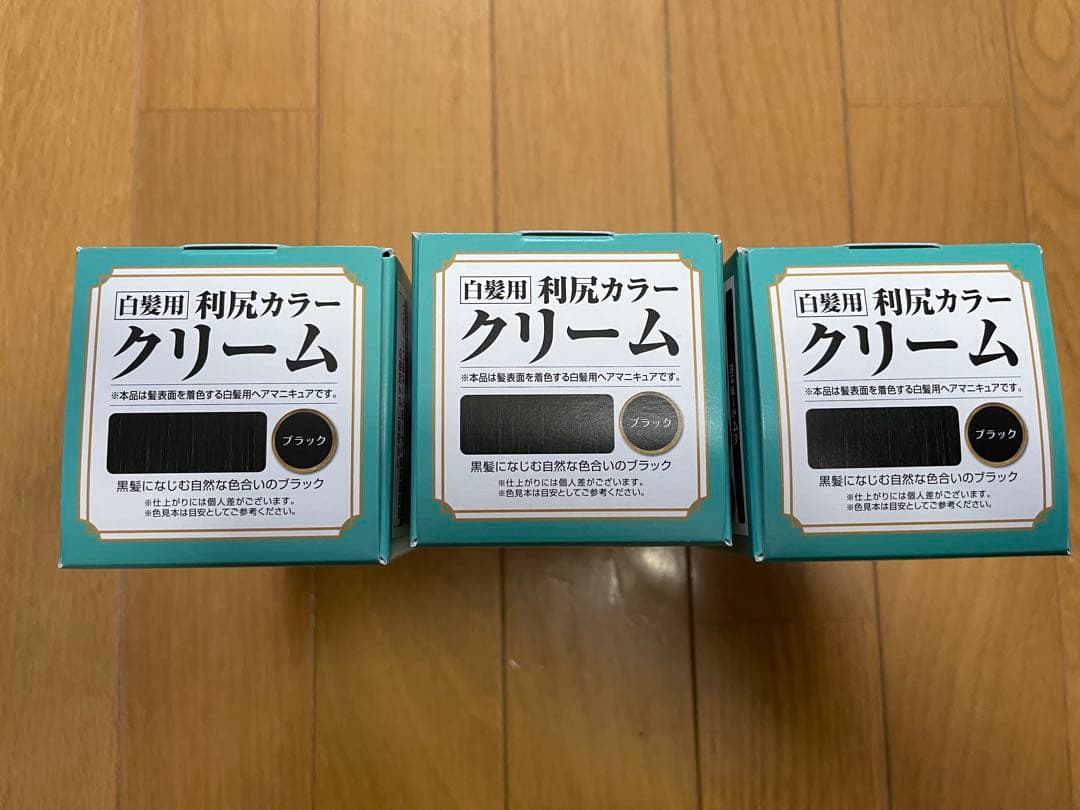 白髪用 利尻カラー
クリーム
※本品は髪表面を着色する白髪用ヘアマニキュアです。
ブラック
黒髪になじむ自然な色合いのブラック
※仕上がりには個人差がございます。
※色見本は目安としてご参考ください。
白髪用 利尻カラー
クリーム
※本品は髪表面を着色する白髪用ヘアマニキュアです。
ブラック
黒髪になじむ自然な色合いのブラック
※仕上がりには個人差がございます。
※色見本は目安としてご参考ください。
白髪用 利尻カラー
クリーム
※本品は髪表面を着色する白髪用ヘアマニキュアです。
ブラック
黒髪になじむ自然な色合いのブラック
※仕上がりには個人差がございます。
※色見本は目安としてご参考ください。